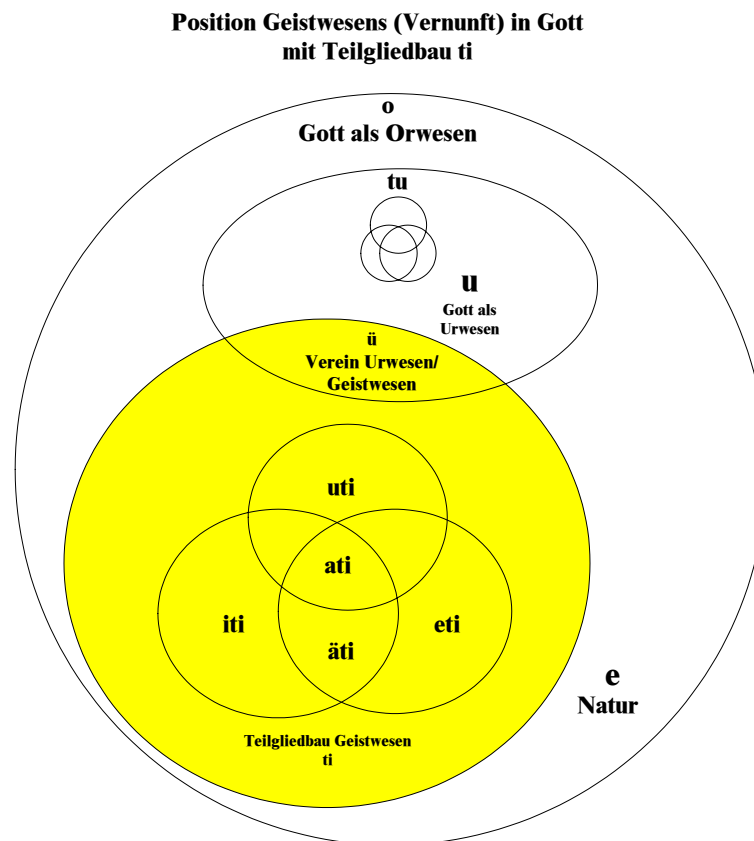 Position Geistwesens (Vernunft) in Gott
mit Teilgliedbau ti
o
Gott als Orwesen
tu
u
Gott als
Urwesen
ü
Verein Urwesen/
Geistwesen
uti
ati
iti
eti
äti
e
Natur
Teilgliedbau Geistwesen
ti